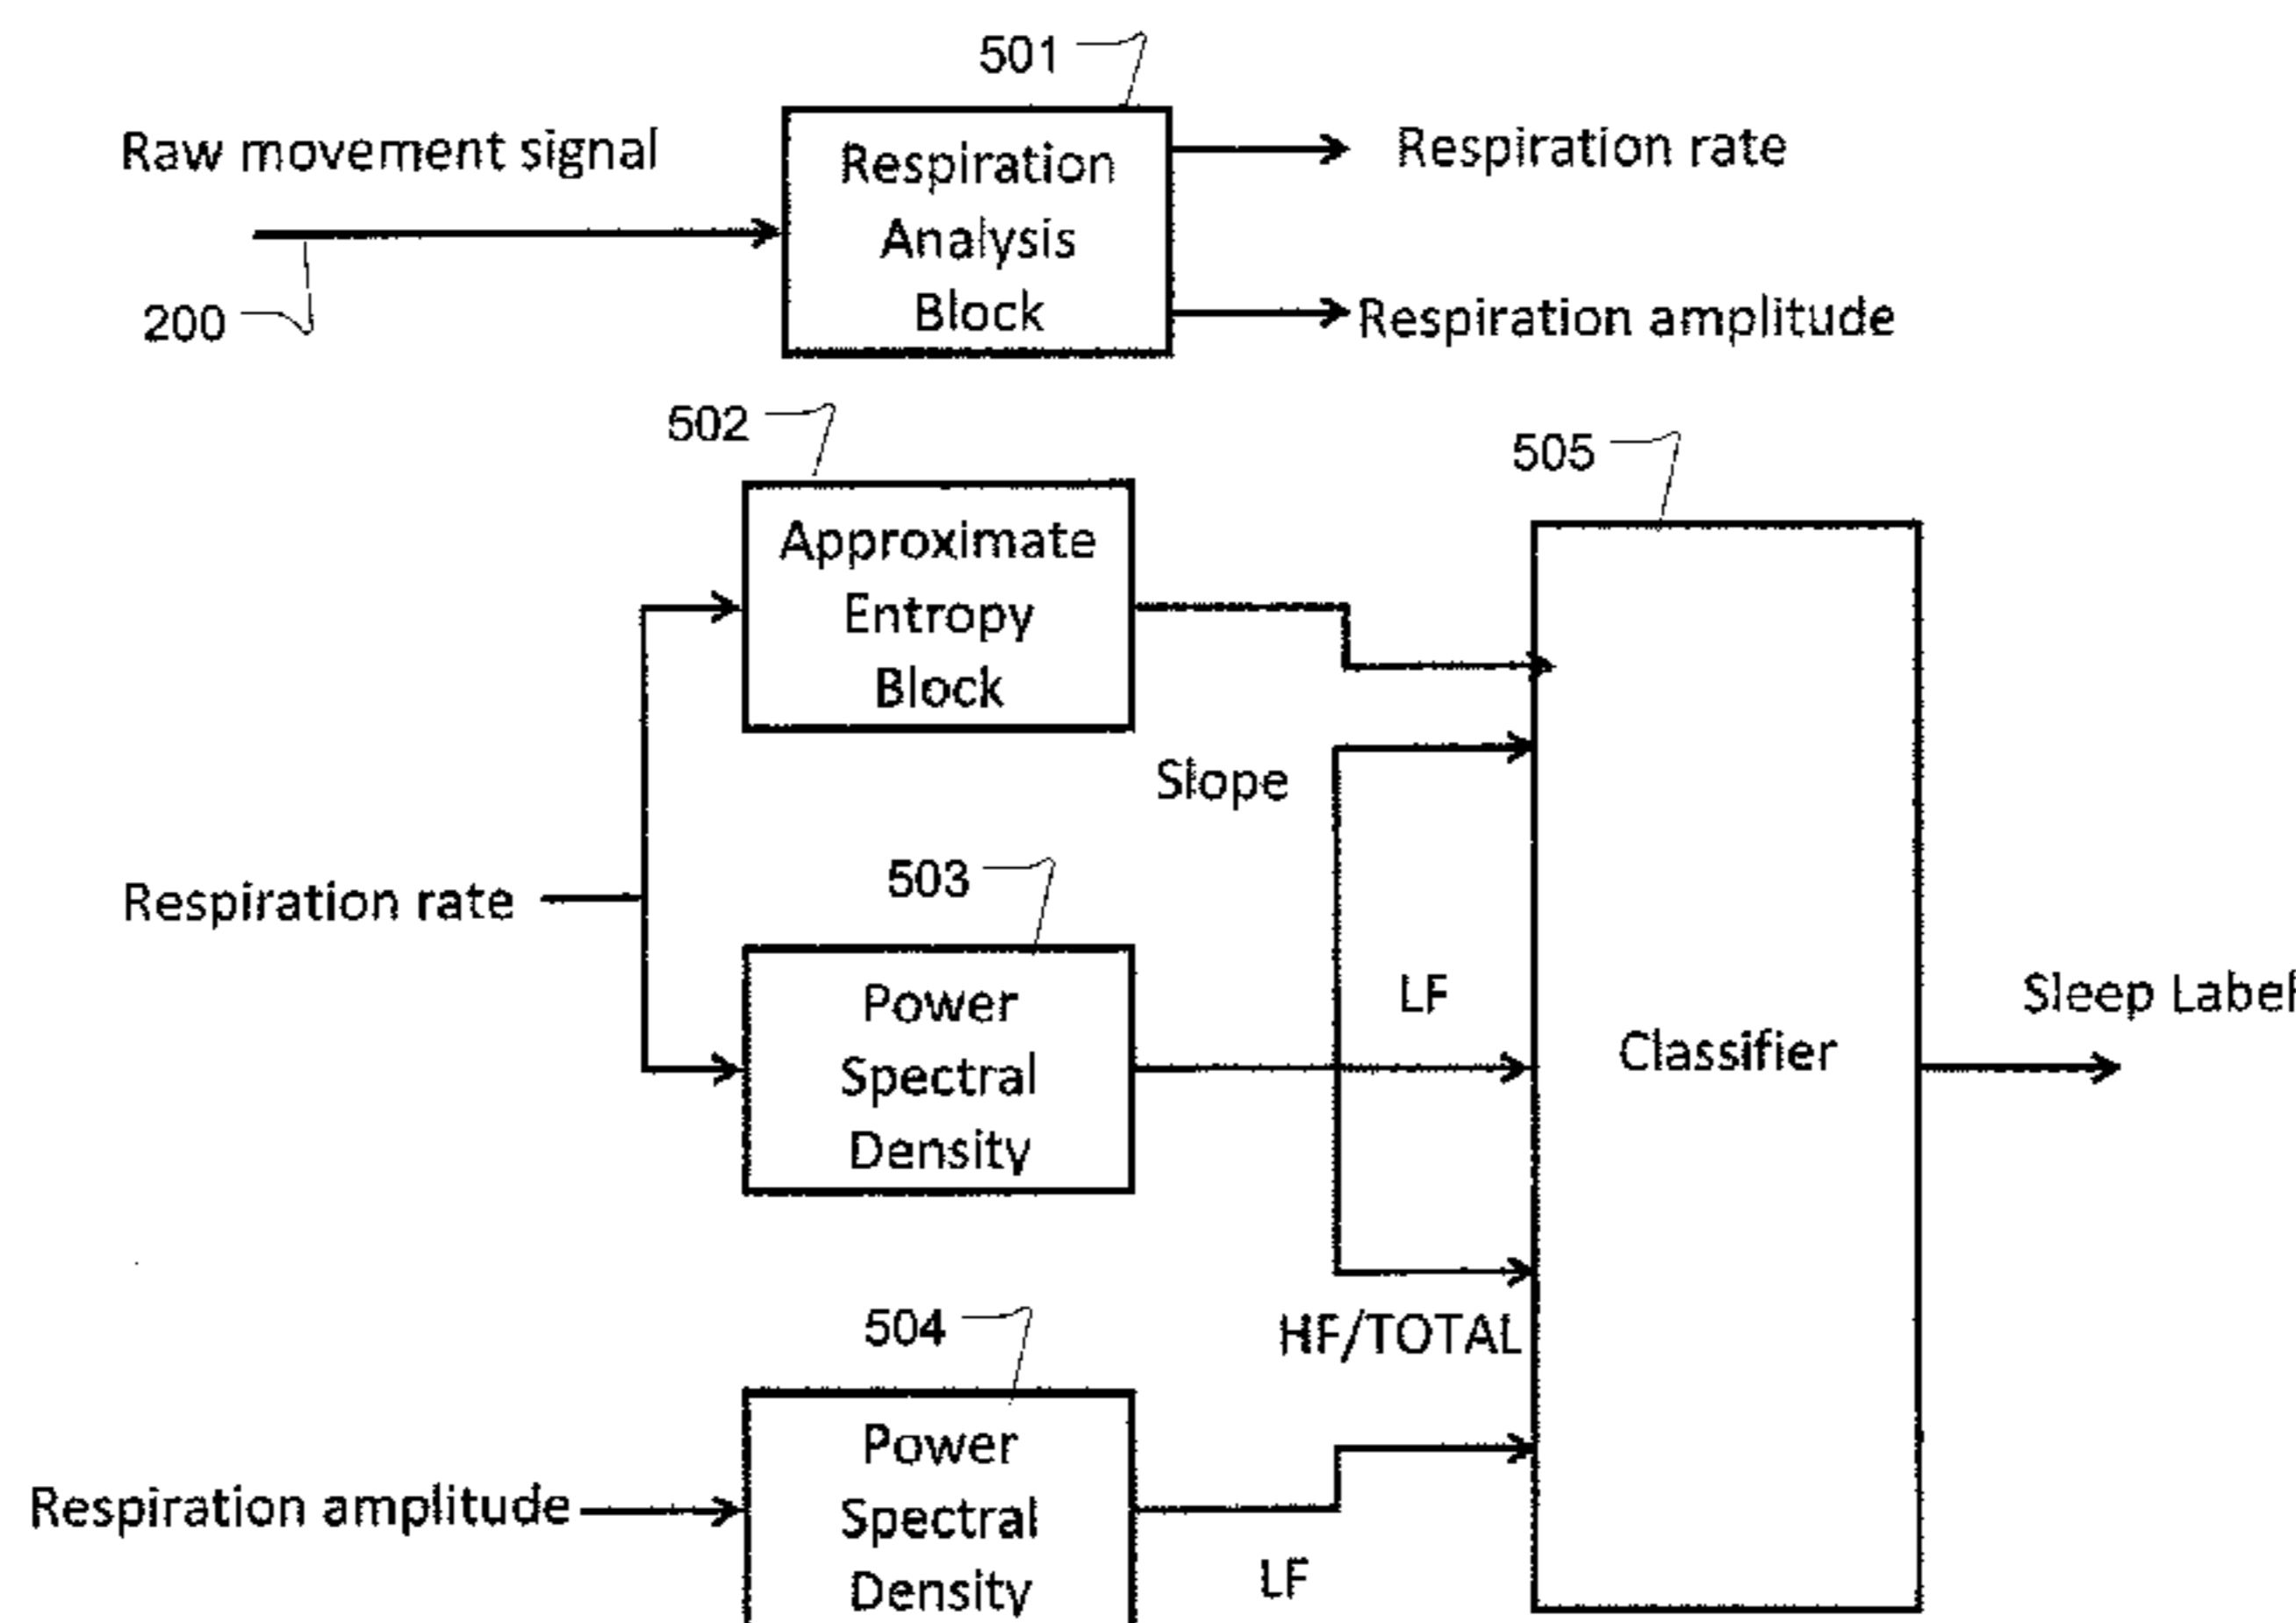 501
Raw movement signal
Respiration
Analysis
Block
Respiration rate
Respiration amplitude
200
502
505
Approximate
Entropy
Block
Slope
Respiration rate
503
Power
Spectral
Density
LF
Classifier
Sleep Label
HF/TOTAL
504
Respiration amplitude
Power
Spectral
Density
LF